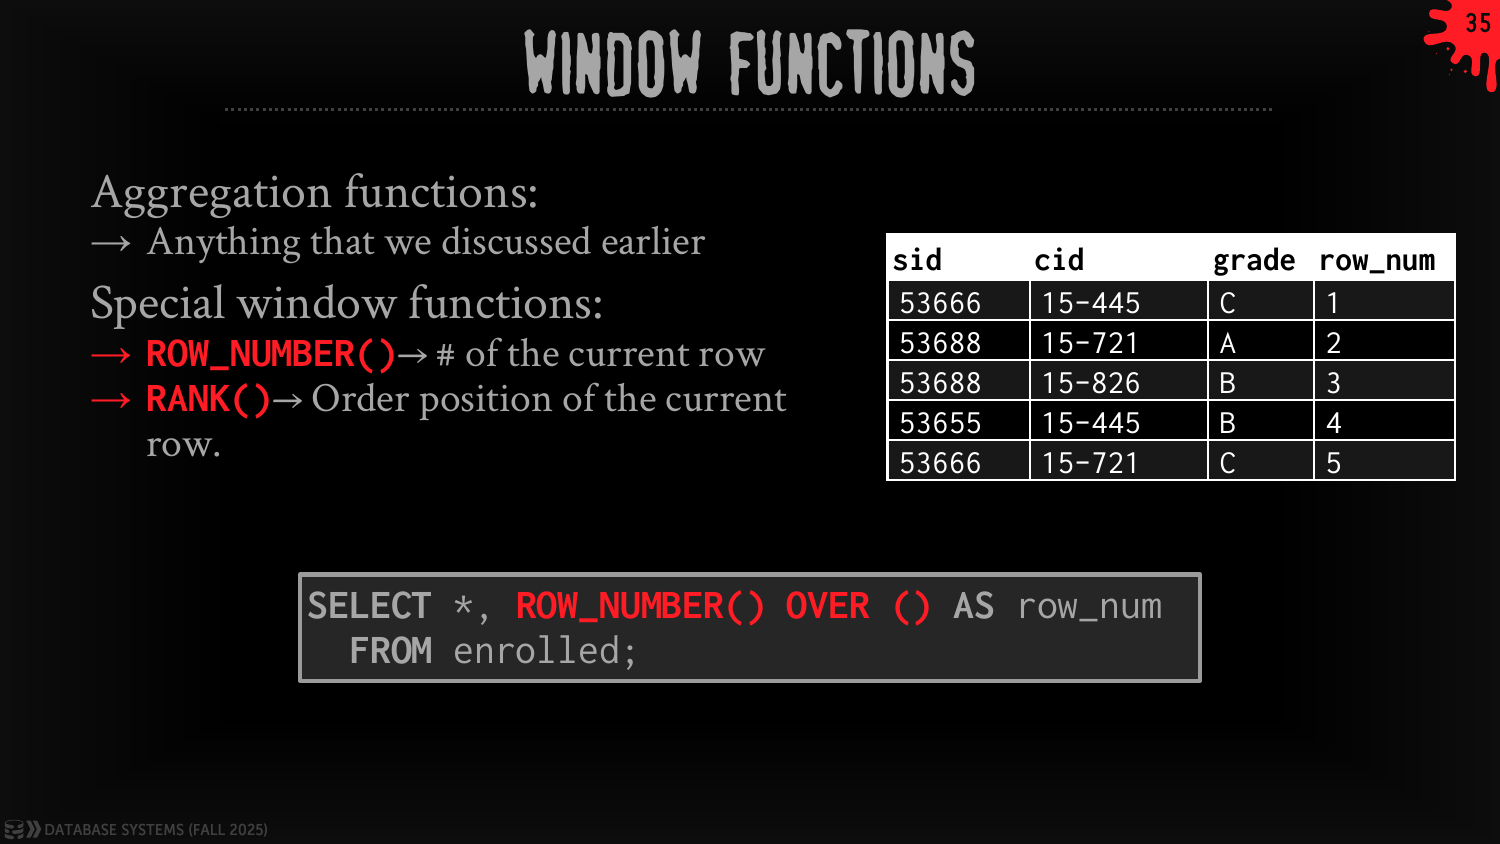 35
WINDOW FUNCTIONS
Aggregation functions:
→ Anything that we discussed earlier
Special window functions:
→ ROW_NUMBER()→ # of the current row
→ RANK()→ Order position of the current
row.
sid cid grade row_num
53666 15-445 C 1
53688 15-721 A 2
53688 15-826 B 3
53655 15-445 B 4
53666 15-721 C 5
SELECT *, ROW_NUMBER() OVER () AS row_num
FROM enrolled;
DATABASE SYSTEMS (FALL 2025)